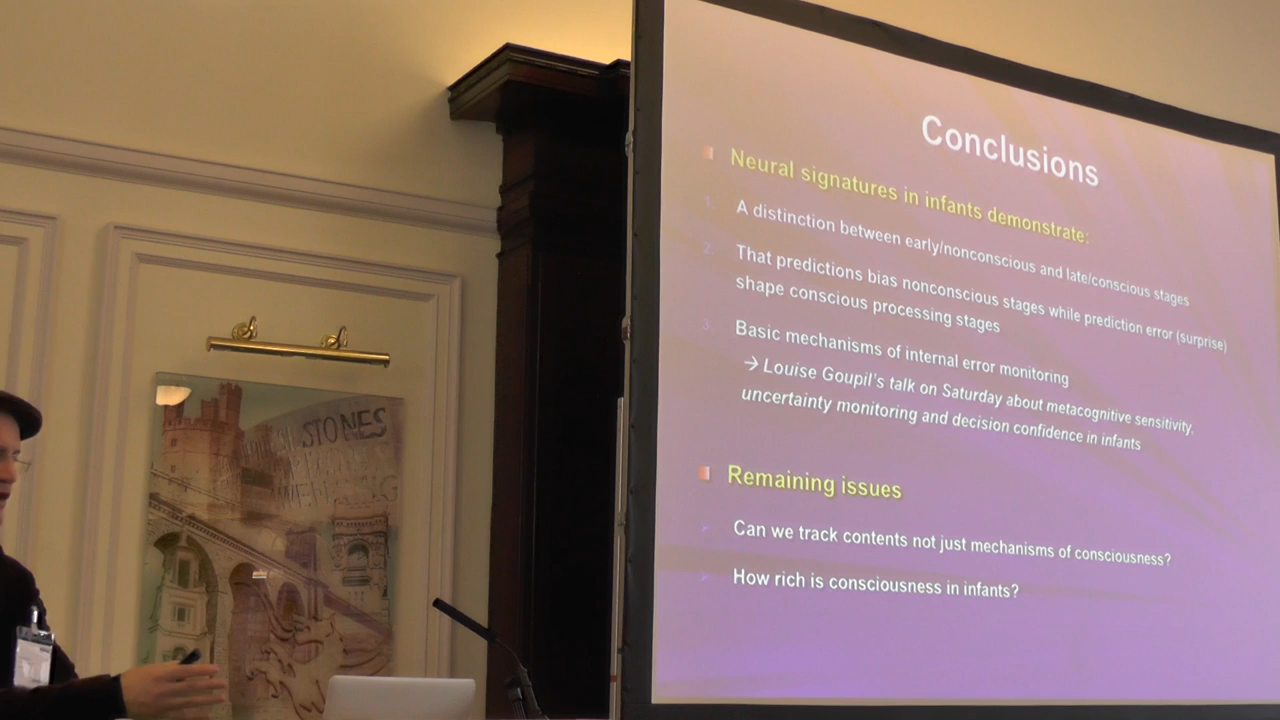 Conclusions
Neural signatures in infants demonstrate:
1. A distinction between early/nonconscious and late/conscious stages
2. That predictions bias nonconscious stages while prediction error (surprise)
shape conscious processing stages
3. Basic mechanisms of internal error monitoring
→ Louise Goupil's talk on Saturday about metacognitive sensitivity,
uncertainty monitoring and decision confidence in infants
Remaining issues
Can we track contents not just mechanisms of consciousness?
How rich is consciousness in infants?
STONES